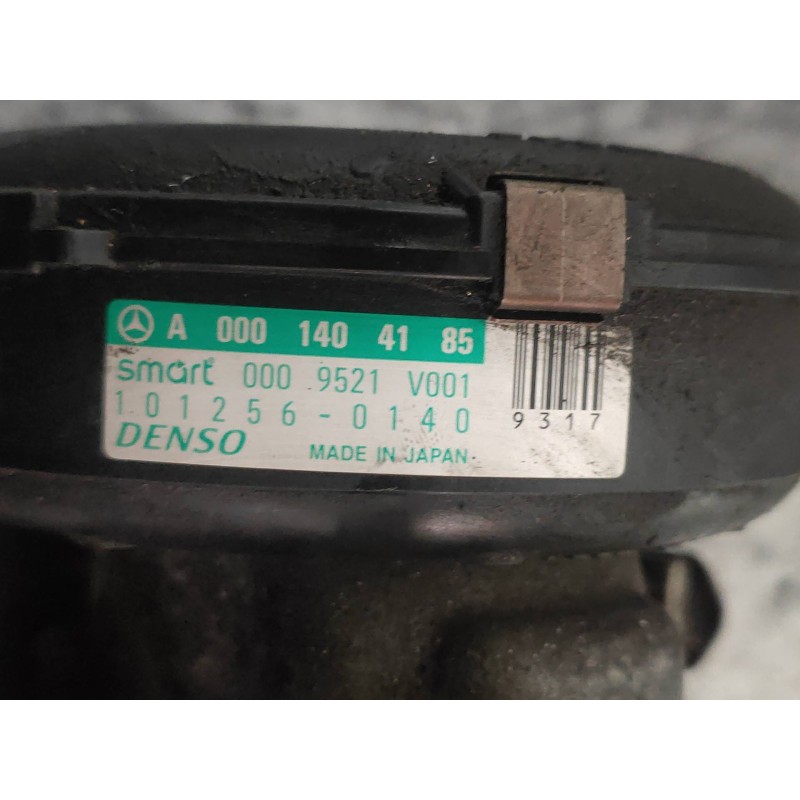 A 000 140 41 85
smart 000 9521 V001
101256-0140
9317
DENSO MADE IN JAPAN